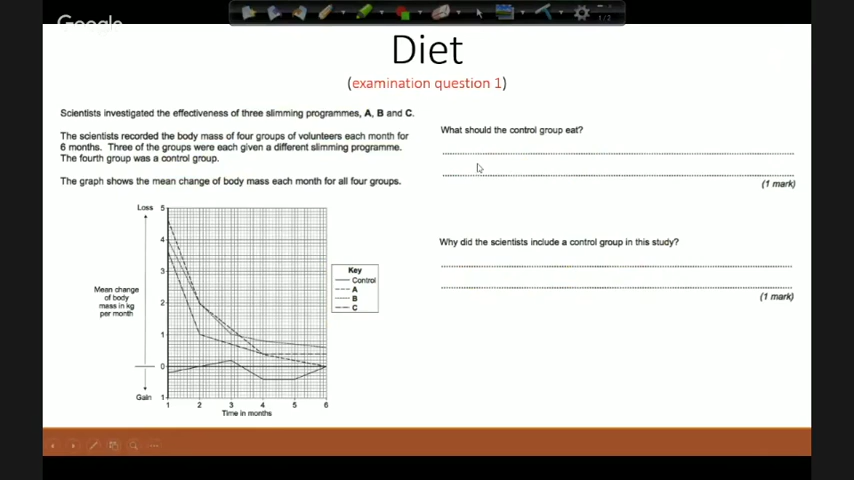 Google
1 / 2
Diet
(examination question 1)
Scientists investigated the effectiveness of three slimming programmes, A, B and C.
The scientists recorded the body mass of four groups of volunteers each month for
6 months. Three of the groups were each given a different slimming programme.
The fourth group was a control group.
The graph shows the mean change of body mass each month for all four groups.
Loss
5
4
3
2
1
0
1
Gain
Mean change
of body
mass in kg
per month
1 2 3 4 5 6
Time in months
Key
Control
A
B
C
What should the control group eat?
(1 mark)
Why did the scientists include a control group in this study?
(1 mark)